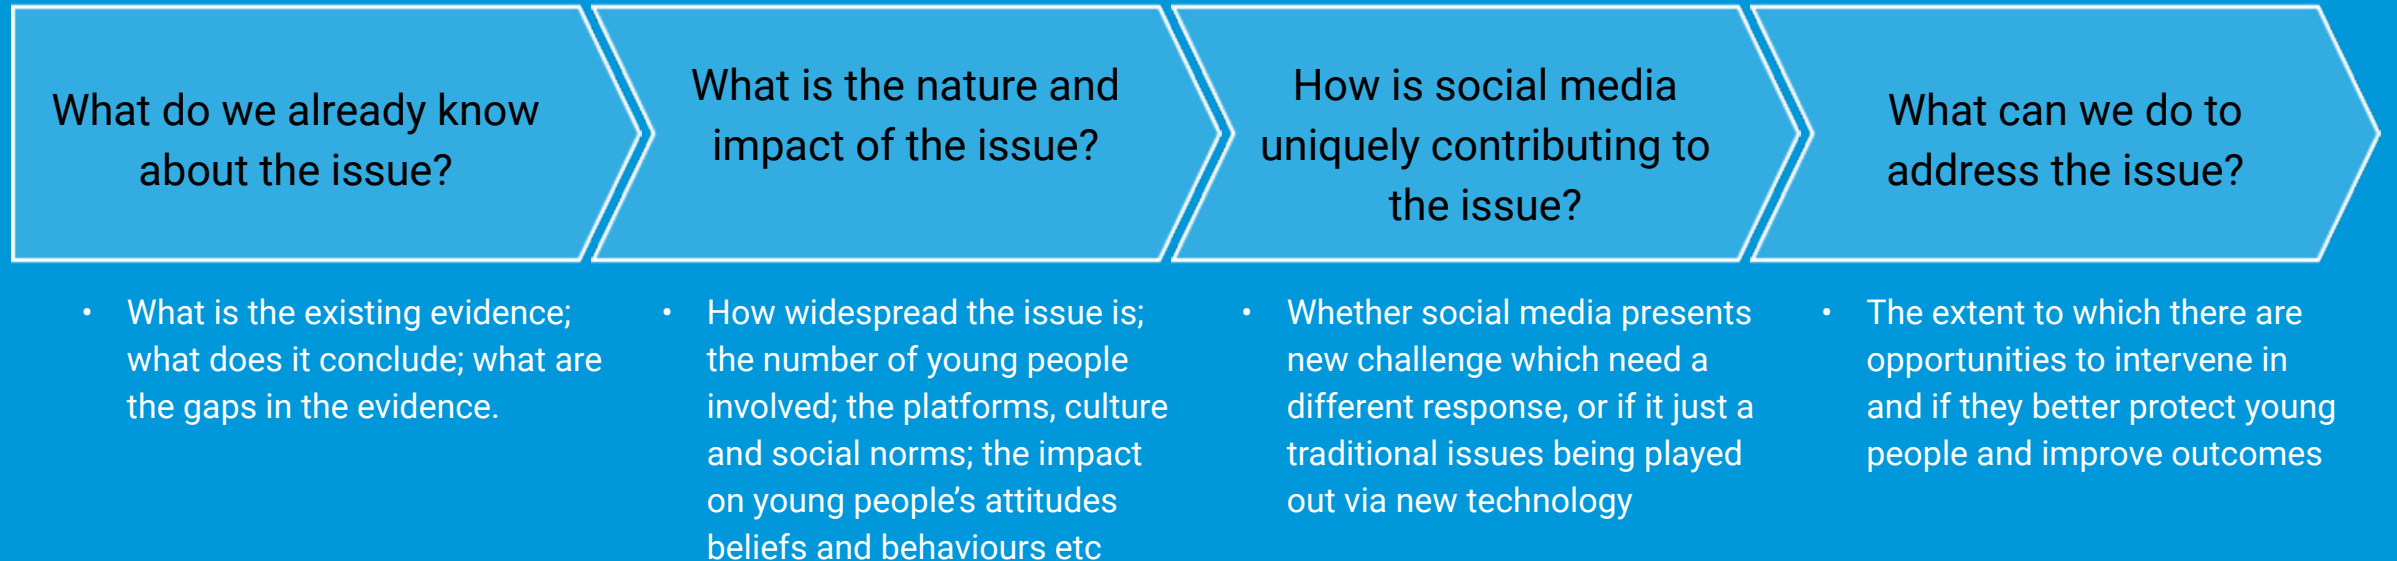 What do we already know
about the issue?
What is the nature and
impact of the issue?
How is social media
uniquely contributing to
the issue?
What can we do to
address the issue?
• What is the existing evidence;
what does it conclude; what are
the gaps in the evidence.
• How widespread the issue is;
the number of young people
involved; the platforms, culture
and social norms; the impact
on young people’s attitudes
beliefs and behaviours etc
• Whether social media presents
new challenge which need a
different response, or if it just a
traditional issues being played
out via new technology
• The extent to which there are
opportunities to intervene in
and if they better protect young
people and improve outcomes